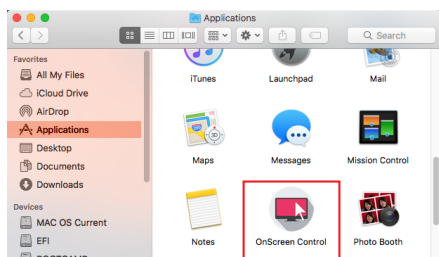 Applications
Search
Favorites
All My Files
iCloud Drive
AirDrop
Applications
Desktop
Documents
Downloads
Devices
MAC OS Current
EFI
iTunes
Launchpad
Mail
Maps
Messages
Mission Control
Notes
OnScreen Control
Photo Booth